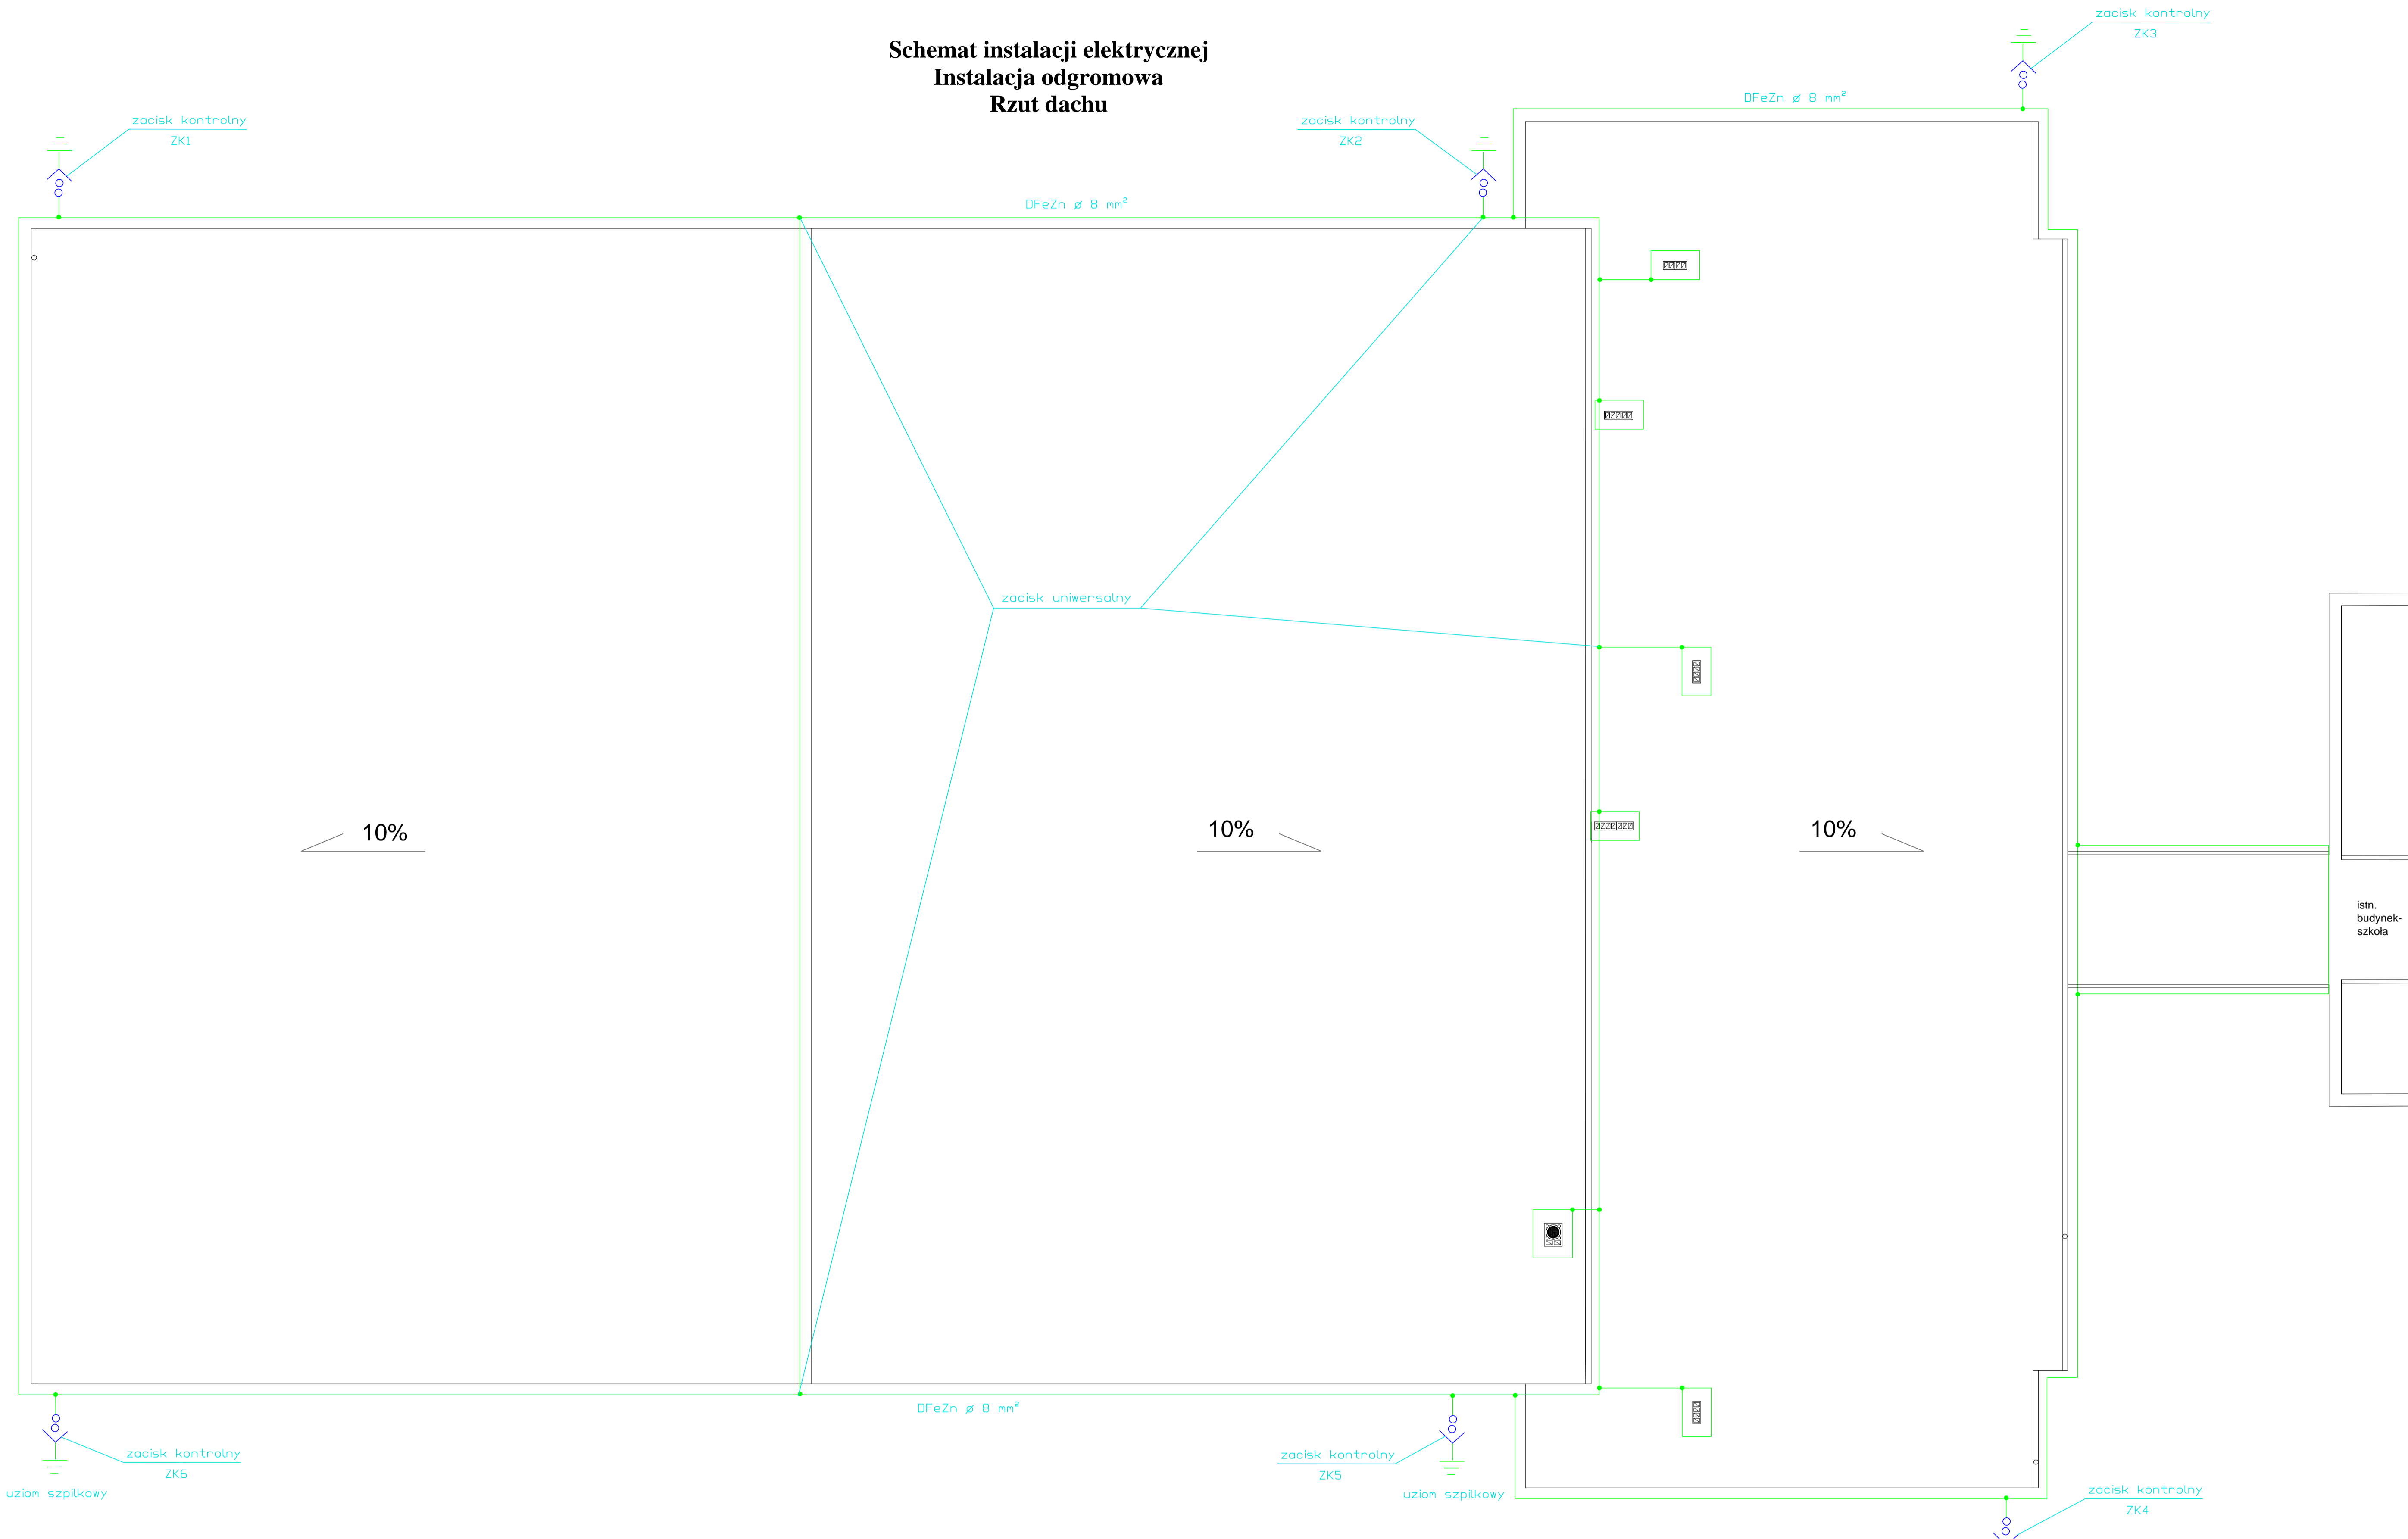 Schemat instalacji elektrycznej
Instalacja odgromowa
Rzut dachu
zacisk kontrolny
ZK3
DFeZn ø 8 mm²
zacisk kontrolny
ZK1
zacisk kontrolny
ZK2
DFeZn ø 8 mm²
zacisk uniwersalny
10%
10%
10%
istn.
budynek-
szkoła
DFeZn ø 8 mm²
zacisk kontrolny
ZK6
uziom szpilkowy
zacisk kontrolny
ZK5
uziom szpilkowy
zacisk kontrolny
ZK4